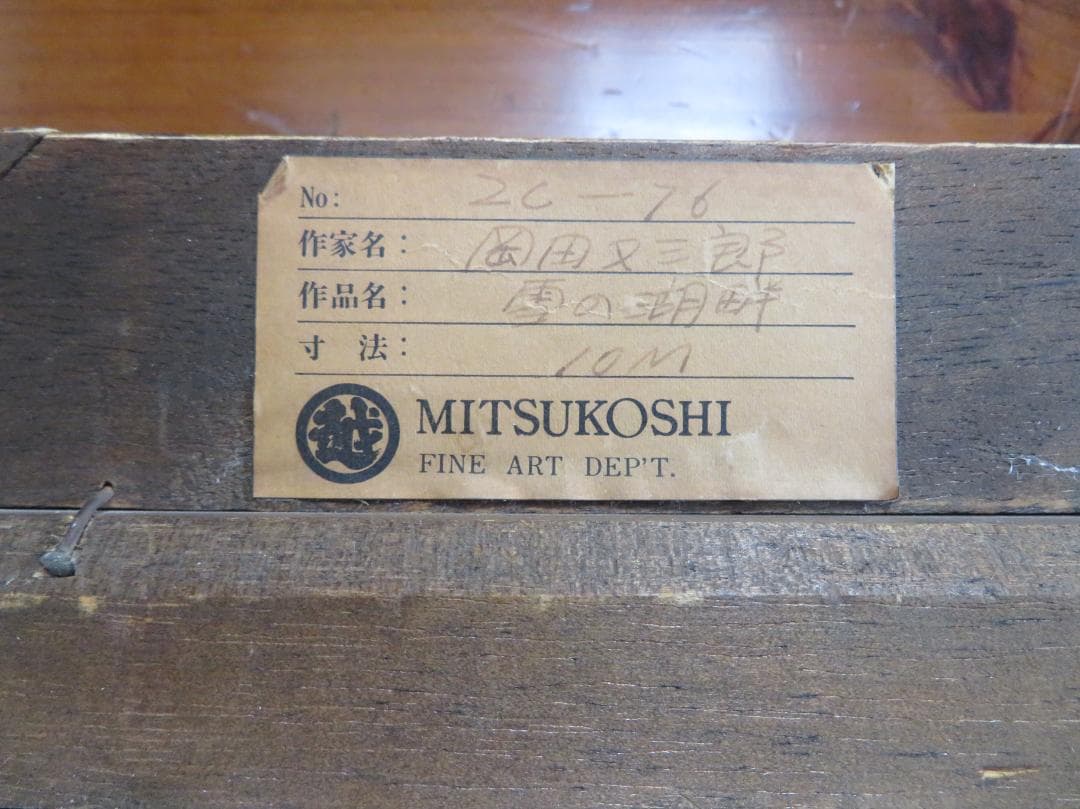 No: 2C-76
作家名: 岡田又三郎
作品名: 雪の湖畔
寸 法: 10M
越 MITSUKOSHI
FINE ART DEP'T.